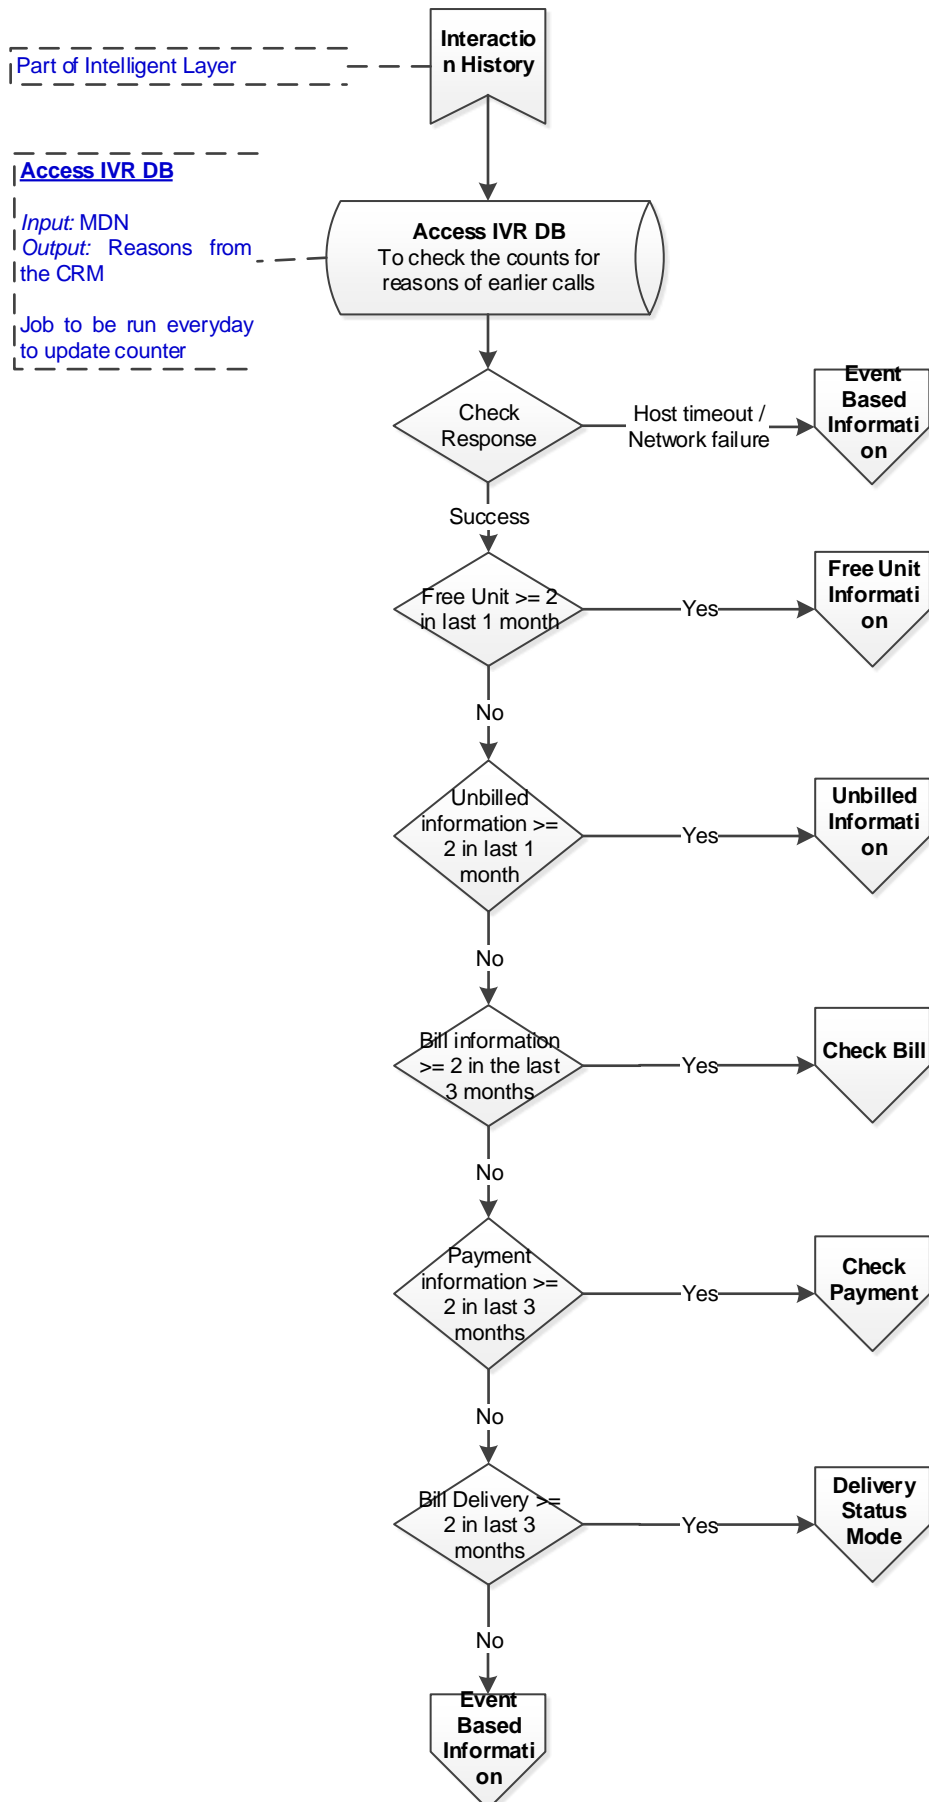 Interactio
n History
Part of Intelligent Layer
Access IVR DB
Input: MDN
Output: Reasons from
the CRM
Job to be run everyday
to update counter
Access IVR DB
To check the counts for
reasons of earlier calls
Check
Response
Host timeout /
Network failure
Event
Based
Informati
on
Success
Free Unit >= 2
in last 1 month
Yes
Free Unit
Informati
on
No
Unbilled
information >=
2 in last 1
month
Yes
Unbilled
Informati
on
No
Bill information
>= 2 in the last
3 months
Yes
Check Bill
No
Payment
information >=
2 in last 3
months
Yes
Check
Payment
No
Bill Delivery >=
2 in last 3
months
Yes
Delivery
Status
Mode
No
Event
Based
Informati
on